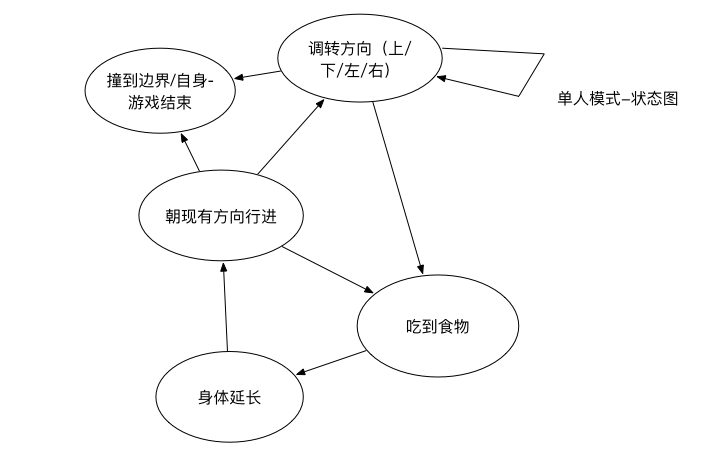 调转方向（上/
下/左/右）
撞到边界/自身-
游戏结束
单人模式–状态图
朝现有方向行进
吃到食物
身体延长